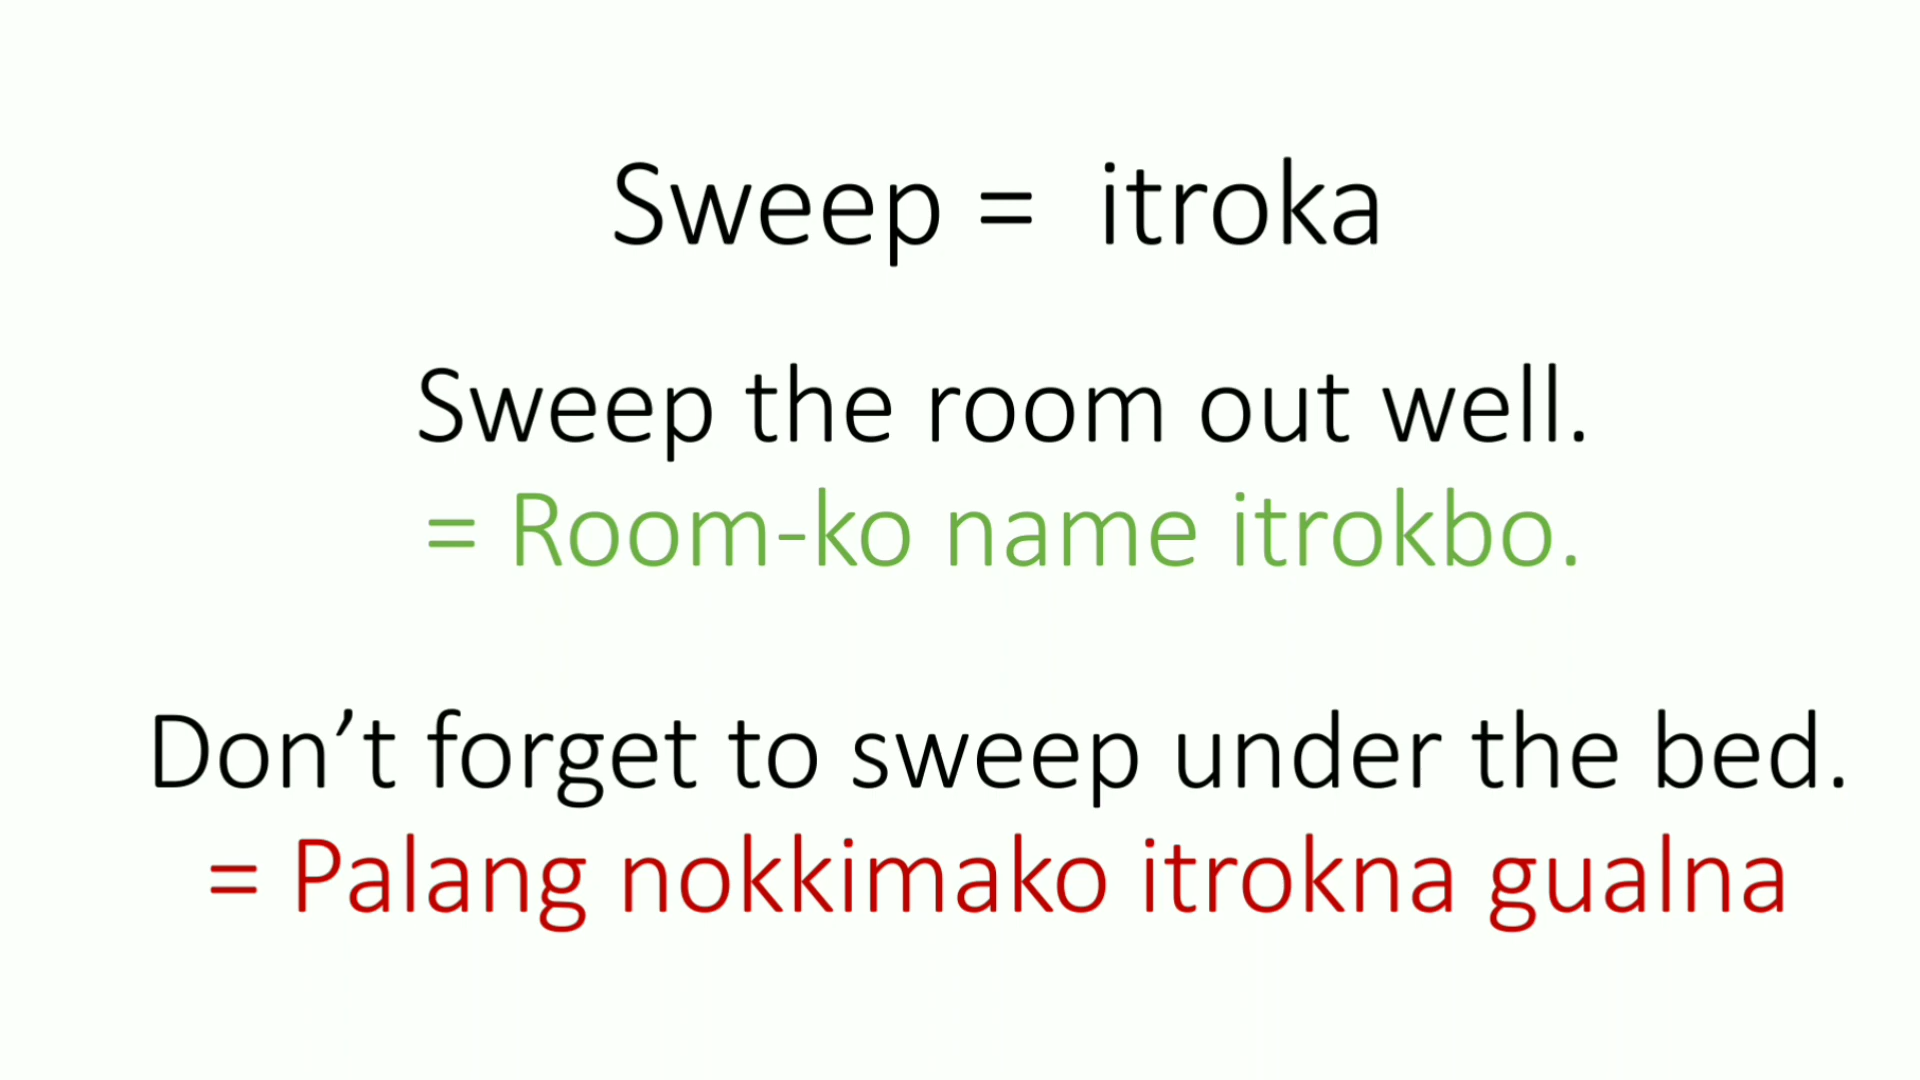 Sweep = itroka
Sweep the room out well.
= Room-ko name itrokbo.
Don’t forget to sweep under the bed.
= Palang nokkimako itrokna gualna